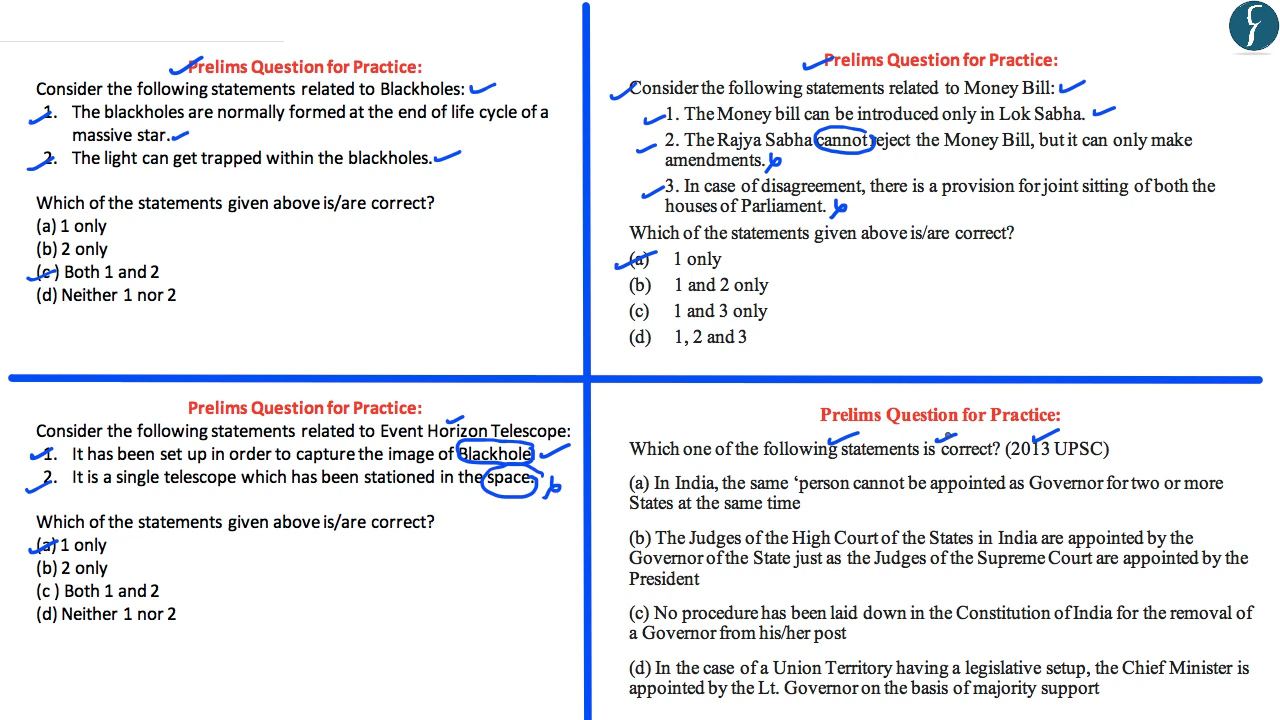 Prelims Question for Practice:
Consider the following statements related to Blackholes:
1. The blackholes are normally formed at the end of life cycle of a
massive star.
2. The light can get trapped within the blackholes.
Which of the statements given above is/are correct?
(a) 1 only
(b) 2 only
(c ) Both 1 and 2
(d) Neither 1 nor 2
Prelims Question for Practice:
Consider the following statements related to Money Bill:
1. The Money bill can be introduced only in Lok Sabha.
2. The Rajya Sabha cannot reject the Money Bill, but it can only make
amendments.
3. In case of disagreement, there is a provision for joint sitting of both the
houses of Parliament.
Which of the statements given above is/are correct?
(a) 1 only
(b) 1 and 2 only
(c) 1 and 3 only
(d) 1, 2 and 3
Prelims Question for Practice:
Consider the following statements related to Event Horizon Telescope:
1. It has been set up in order to capture the image of Blackhole
2. It is a single telescope which has been stationed in the space.
Which of the statements given above is/are correct?
(a) 1 only
(b) 2 only
(c ) Both 1 and 2
(d) Neither 1 nor 2
Prelims Question for Practice:
Which one of the following statements is correct? (2013 UPSC)
(a) In India, the same ‘person cannot be appointed as Governor for two or more
States at the same time
(b) The Judges of the High Court of the States in India are appointed by the
Governor of the State just as the Judges of the Supreme Court are appointed by the
President
(c) No procedure has been laid down in the Constitution of India for the removal of
a Governor from his/her post
(d) In the case of a Union Territory having a legislative setup, the Chief Minister is
appointed by the Lt. Governor on the basis of majority support